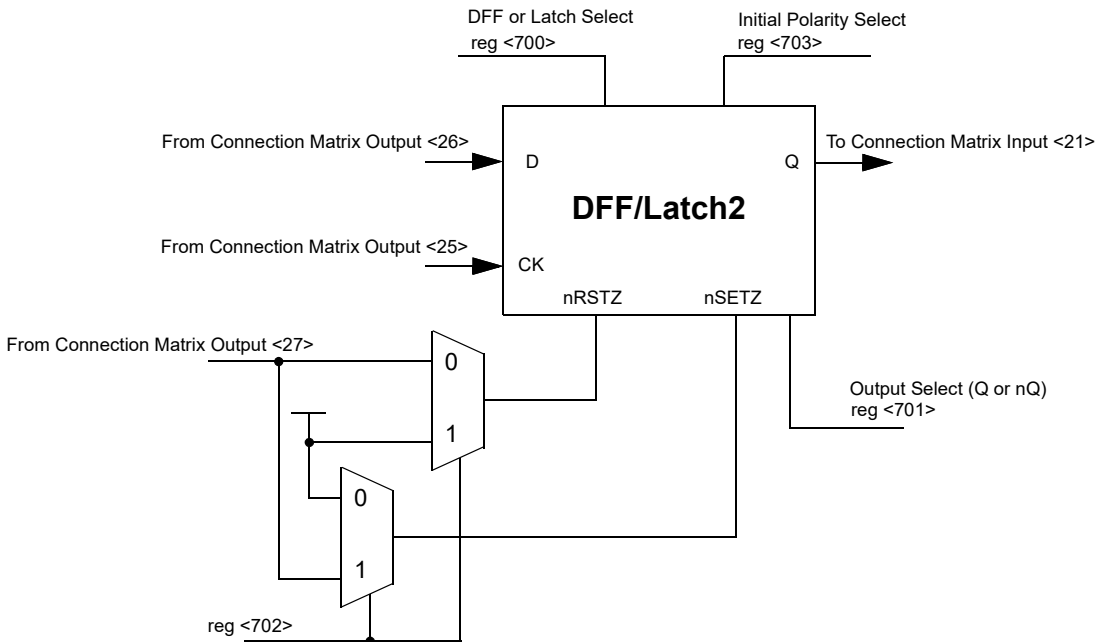 DFF or Latch Select
reg <700>
Initial Polarity Select
reg <703>
From Connection Matrix Output <26>
To Connection Matrix Input <21>
D
Q
DFF/Latch2
From Connection Matrix Output <25>
CK
nRSTZ
nSETZ
From Connection Matrix Output <27>
0
1
Output Select (Q or nQ)
reg <701>
0
1
reg <702>